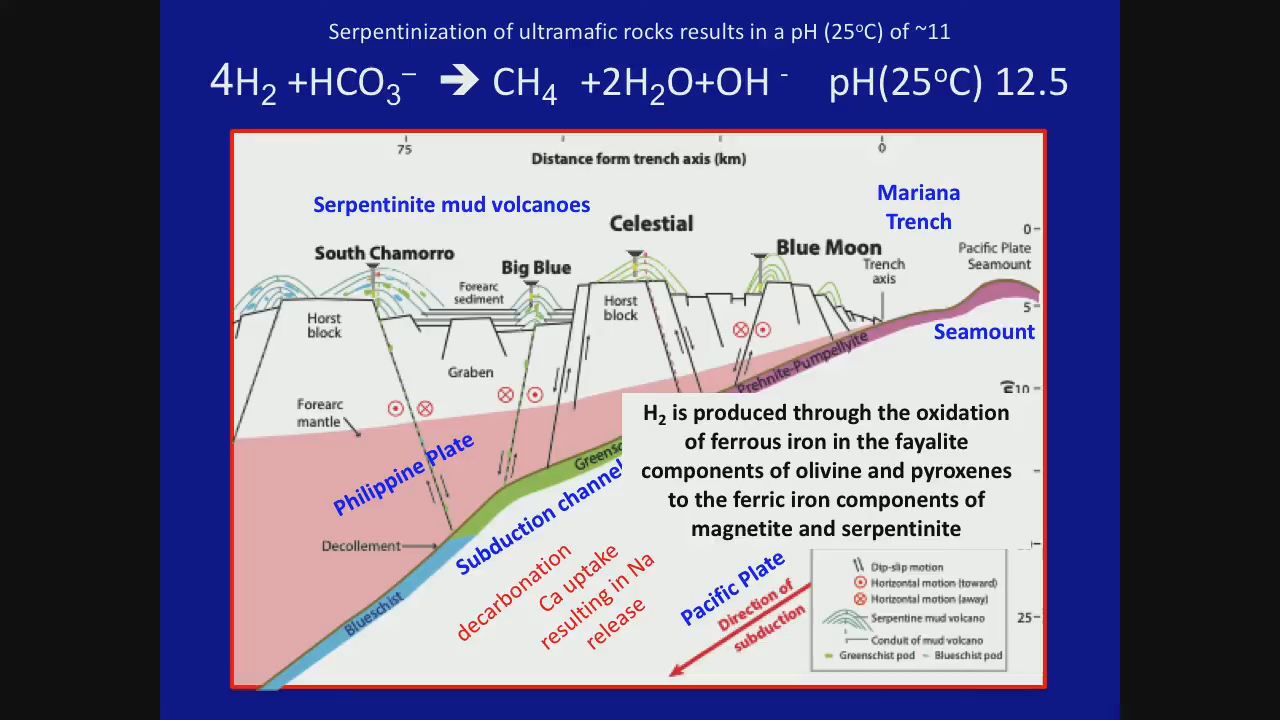 Serpentinization of ultramafic rocks results in a pH (25°C) of ~11
4H₂ +HCO₃⁻ ➔ CH₄ +2H₂O+OH ⁻ pH(25°C) 12.5
75
0
Distance form trench axis (km)
Serpentinite mud volcanoes
Mariana
Trench
Celestial
South Chamorro
Big Blue
Blue Moon
Pacific Plate
Seamount
Trench
axis
0
Forearc
sediment
Horst
block
Horst
block
5
Seamount
Graben
Prehnite-Pumpellyite
10
Forearc
mantle
Philippine Plate
Greensc
Subduction channel
H₂ is produced through the oxidation
of ferrous iron in the fayalite
components of olivine and pyroxenes
to the ferric iron components of
magnetite and serpentinite
Decollement
Blueschist
decarbonation
Ca uptake
resulting in Na
release
Pacific Plate
Direction of
subduction
Dip-slip motion
Horizontal motion (toward)
Horizontal motion (away)
Serpentine mud volcano
Conduit of mud volcano
Greenschist pod
Blueschist pod
25